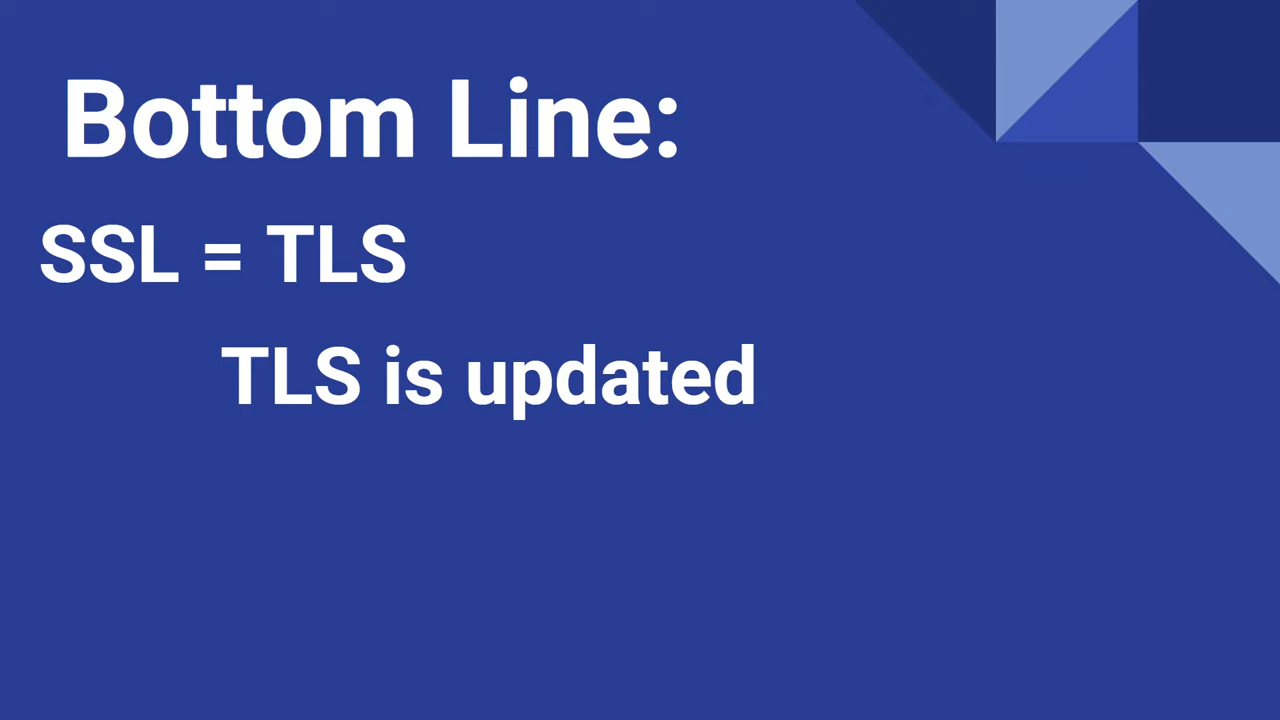 Bottom Line:
SSL = TLS
TLS is updated